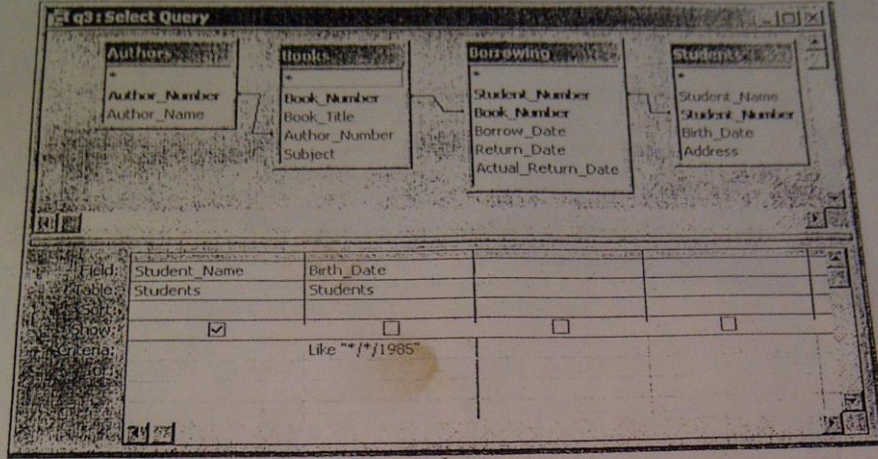 q3 : Select Query
Authors
*
Author_Number
Author_Name
Books
*
Book_Number
Book_Title
Author_Number
Subject
Borrowing
*
Student_Number
Book_Number
Borrow_Date
Return_Date
Actual_Return_Date
Students
*
Student_Name
Student_Number
Birth_Date
Address
Field: Student_Name Birth_Date
Table: Students Students
Sort:
Show:
Criteria: Like "*/*/1985"
or: